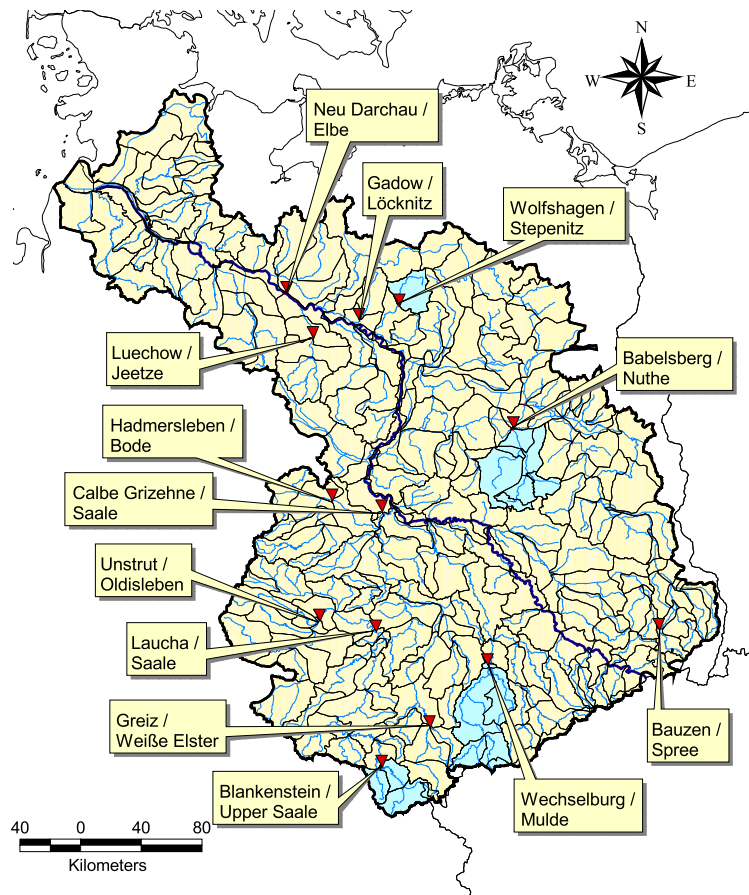 N
W
E
S
Neu Darchau /
Elbe
Gadow /
Löcknitz
Wolfshagen /
Stepenitz
Luechow /
Jeetze
Babelsberg /
Nuthe
Hadmersleben /
Bode
Calbe Grizehne /
Saale
Unstrut /
Oldisleben
Laucha /
Saale
Greiz /
Weiße Elster
Bauzen /
Spree
Blankenstein /
Upper Saale
Wechselburg /
Mulde
40 0 40 80
Kilometers